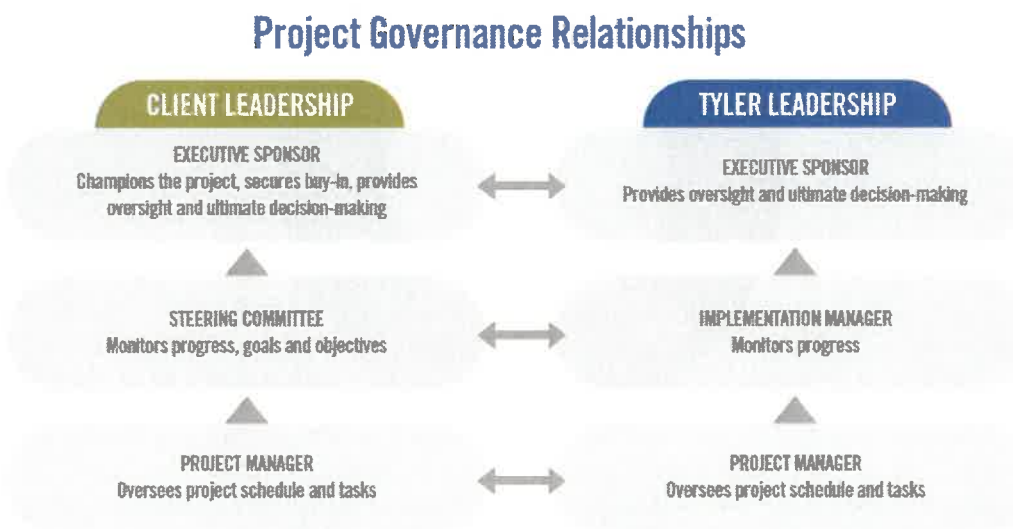 Project Governance Relationships
CLIENT LEADERSHIP
EXECUTIVE SPONSOR
Champions the project, secures buy-in, provides
oversight and ultimate decision-making
STEERING COMMITTEE
Monitors progress, goals and objectives
PROJECT MANAGER
Oversees project schedule and tasks
TYLER LEADERSHIP
EXECUTIVE SPONSOR
Provides oversight and ultimate decision-making
IMPLEMENTATION MANAGER
Monitors progress
PROJECT MANAGER
Oversees project schedule and tasks